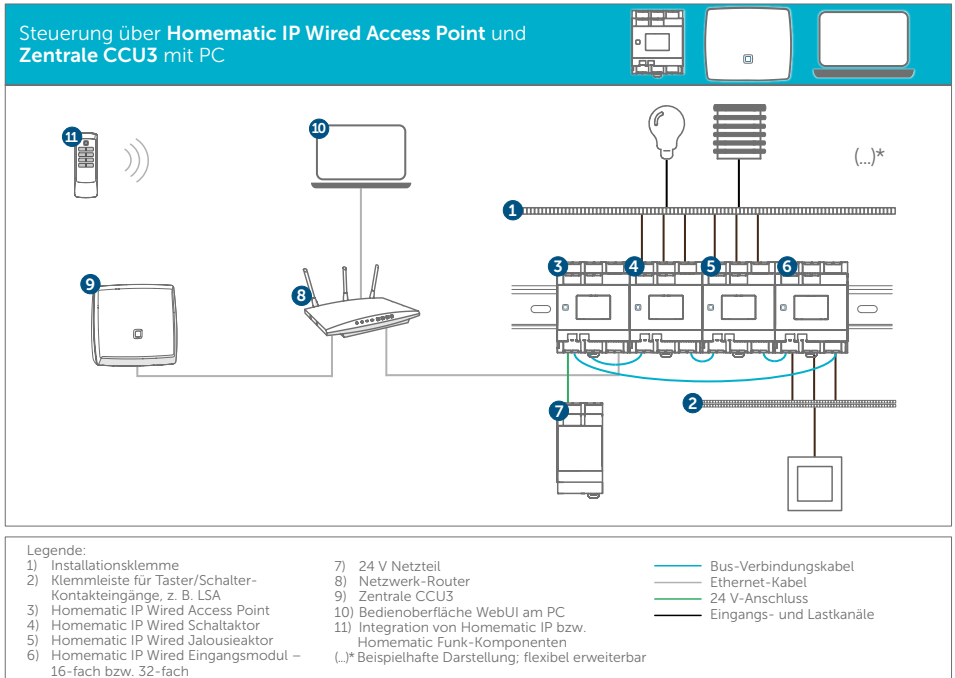 Steuerung über Homematic IP Wired Access Point und
Zentrale CCU3 mit PC
11
10
(...)*
1
3
4
5
6
9
8
7
2
Legende:
1) Installationsklemme
2) Klemmleiste für Taster/Schalter-
Kontakteingänge, z. B. LSA
3) Homematic IP Wired Access Point
4) Homematic IP Wired Schaltaktor
5) Homematic IP Wired Jalousieaktor
6) Homematic IP Wired Eingangsmodul –
16-fach bzw. 32-fach
7) 24 V Netzteil
8) Netzwerk-Router
9) Zentrale CCU3
10) Bedienoberfläche WebUI am PC
11) Integration von Homematic IP bzw.
Homematic Funk-Komponenten
(...)* Beispielhafte Darstellung; flexibel erweiterbar
Bus-Verbindungskabel
Ethernet-Kabel
24 V-Anschluss
Eingangs- und Lastkanäle